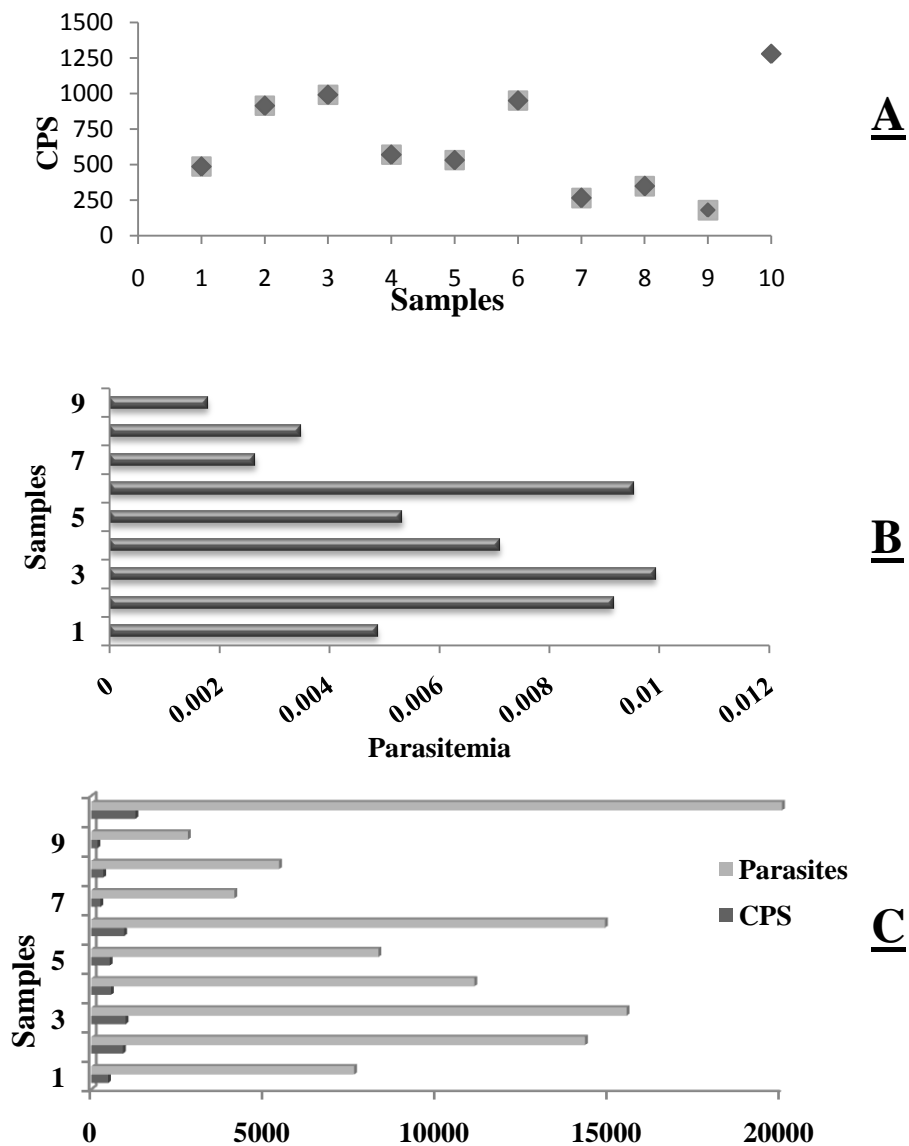 1500
1250
1000
750
500
250
0
CPS
0 1 2 3 4 5 6 7 8 9 10
Samples
A
9
7
5
3
1
Samples
0 0.002 0.004 0.006 0.008 0.01 0.012
Parasitemia
B
9
7
5
3
1
Samples
0 5000 10000 15000 20000
Parasites
CPS
C